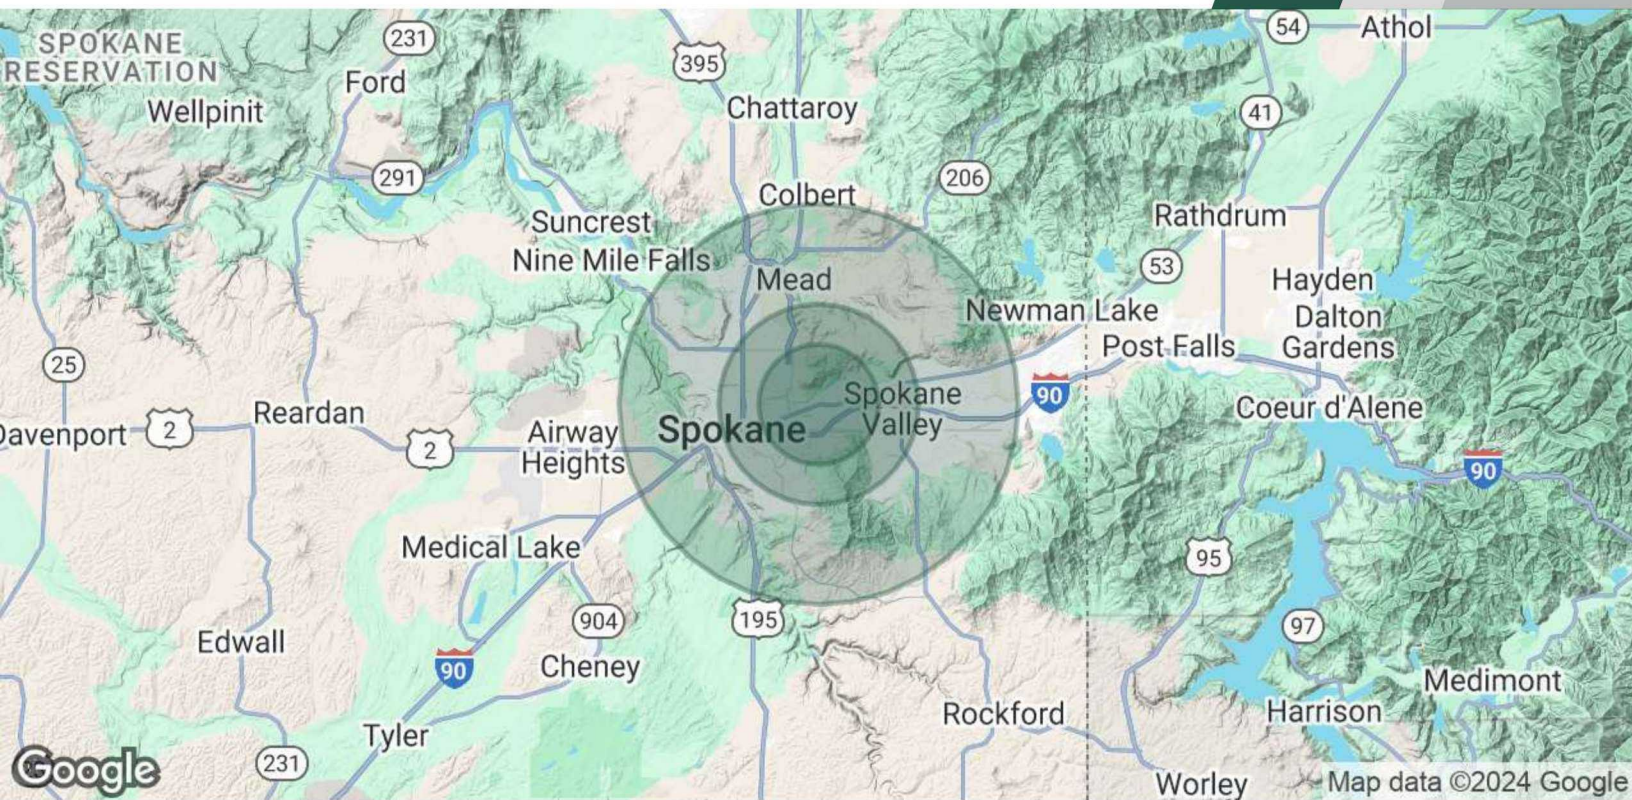 SPOKANE
RESERVATION
Wellpinit
Ford
231
395
Chattaroy
54
Athol
41
291
206
Colbert
Suncrest
Nine Mile Falls
Mead
Rathdrum
53
Hayden
Newman Lake
Dalton
Gardens
Post Falls
25
Spokane
Valley
90
Reardan
Coeur d'Alene
Davenport
2
2
Airway
Heights
Spokane
90
Medical Lake
95
904
195
97
Edwall
90
Cheney
Medimont
Rockford
Harrison
Tyler
231
Google
Worley
Map data ©2024 Google